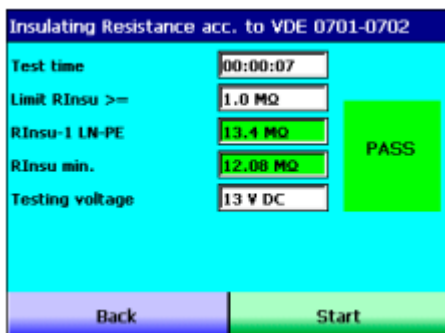 Insulating Resistance acc. to VDE 0701-0702
Test time 00:00:07
Limit RInsu >= 1.0 MΩ
RInsu-1 LN-PE 13.4 MΩ
PASS
RInsu min. 12.08 MΩ
Testing voltage 13 V DC
Back Start